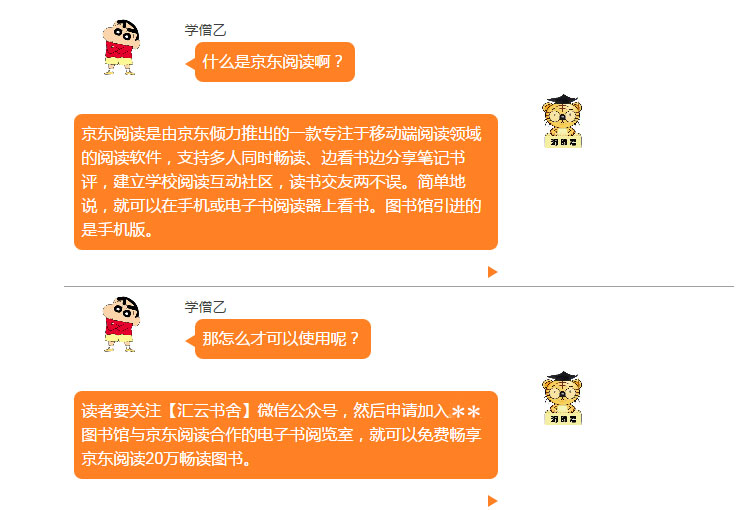 学僧乙
什么是京东阅读啊？
京东阅读是由京东倾力推出的一款专注于移动端阅读领域
的阅读软件，支持多人同时畅读、边看书边分享笔记书
评，建立学校阅读互动社区，读书交友两不误。简单地
说，就可以在手机或电子书阅读器上看书。图书馆引进的
是手机版。
学僧乙
那怎么才可以使用呢？
读者要关注【汇云书舍】微信公众号，然后申请加入＊＊
图书馆与京东阅读合作的电子书阅览室，就可以免费畅享
京东阅读20万畅读图书。